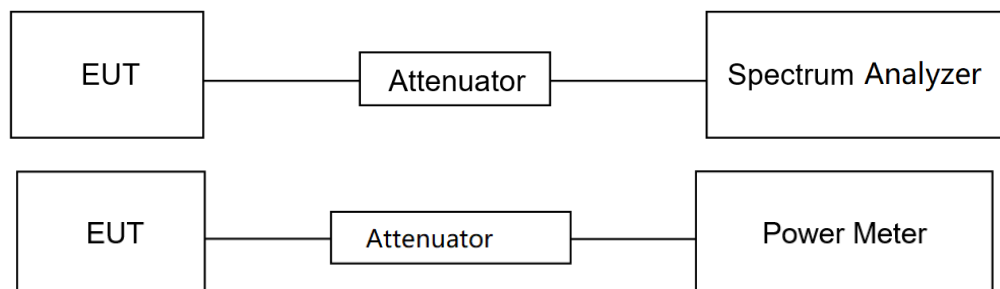 EUT
Attenuator
Spectrum Analyzer
EUT
Attenuator
Power Meter